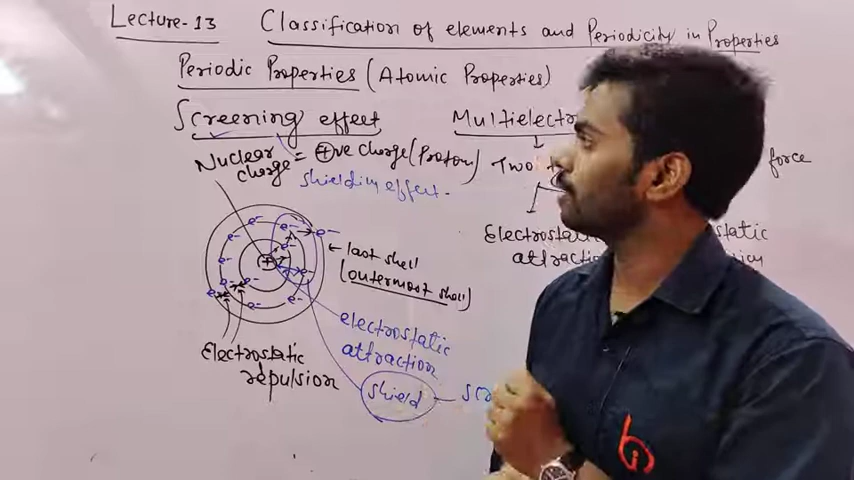 Lecture-13 Classification of elements and Periodicity in Properties
Periodic Properties (Atomic Properties)
Screening effect
Multielectro
Nuclear charge = +ve charge (Proton)
shielding effect.
Two
force
Electrostatic
attractio
static
e- e- e- e- e- e- e- e- e- e-
+
last shell
(outermost shell)
electrostatic
attraction
Electrostatic
repulsion
shield